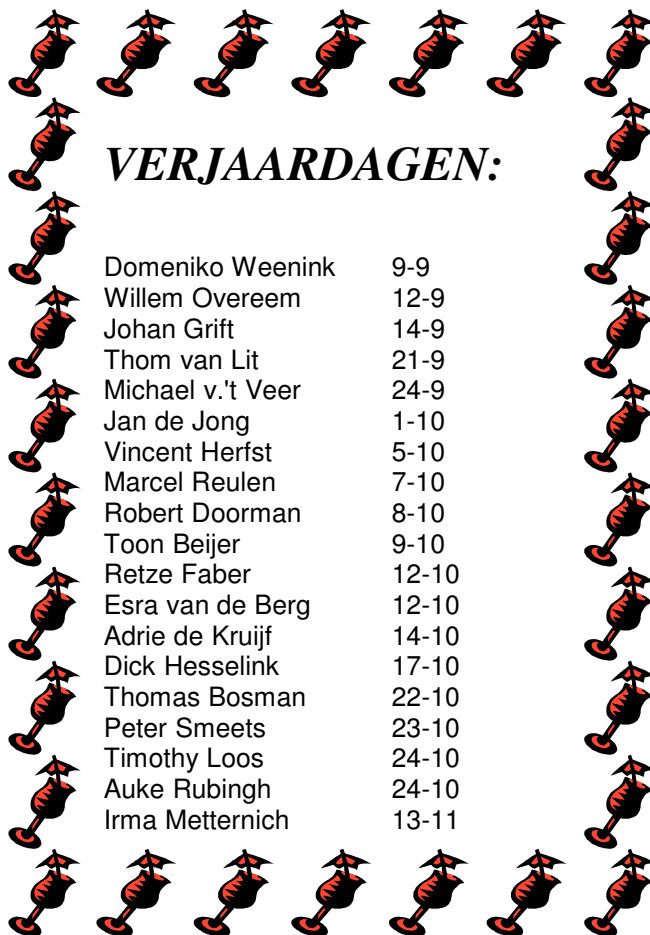 VERJAARDAGEN:
Domeniko Weenink 9-9
Willem Overeem 12-9
Johan Grift 14-9
Thom van Lit 21-9
Michael v.'t Veer 24-9
Jan de Jong 1-10
Vincent Herfst 5-10
Marcel Reulen 7-10
Robert Doorman 8-10
Toon Beijer 9-10
Retze Faber 12-10
Esra van de Berg 12-10
Adrie de Kruijf 14-10
Dick Hesselink 17-10
Thomas Bosman 22-10
Peter Smeets 23-10
Timothy Loos 24-10
Auke Rubingh 24-10
Irma Metternich 13-11